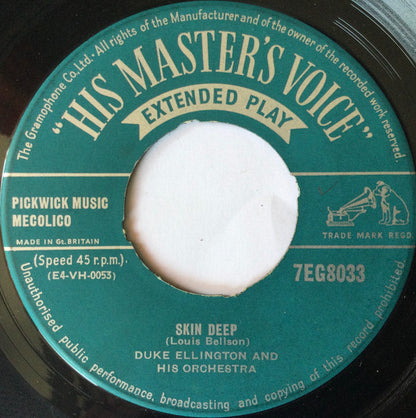 The Gramophone Co. Ltd. All rights of the Manufacturer and of the owner of the recorded work reserved.
"HIS MASTER'S VOICE"
EXTENDED PLAY
PICKWICK MUSIC
MECOLICO
MADE IN Gt. BRITAIN
TRADE MARK REGD.
(Speed 45 r.p.m.)
(E4-VH-0053)
7EG8033
SKIN DEEP
(Louis Bellson)
DUKE ELLINGTON AND
HIS ORCHESTRA
Unauthorised public performance, broadcasting and copying of this record prohibited.